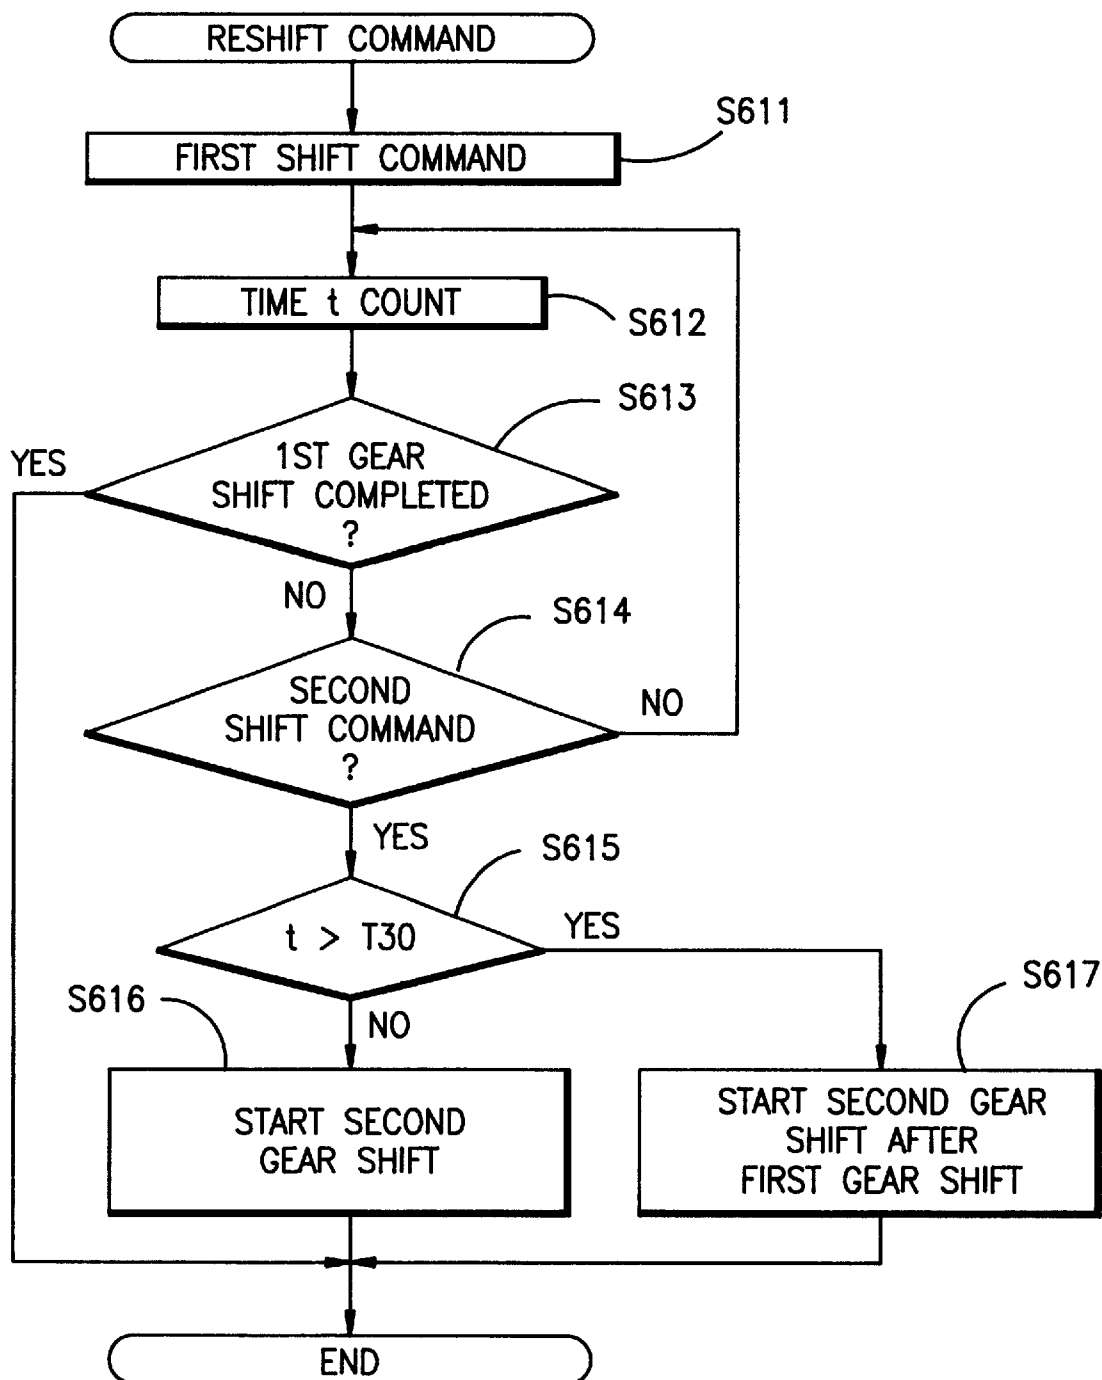 RESHIFT COMMAND
S611
FIRST SHIFT COMMAND
TIME t COUNT
S612
S613
YES
1ST GEAR
SHIFT COMPLETED
?
NO
S614
SECOND
SHIFT COMMAND
?
NO
YES
S615
t > T30
YES
S616
NO
S617
START SECOND
GEAR SHIFT
START SECOND GEAR
SHIFT AFTER
FIRST GEAR SHIFT
END